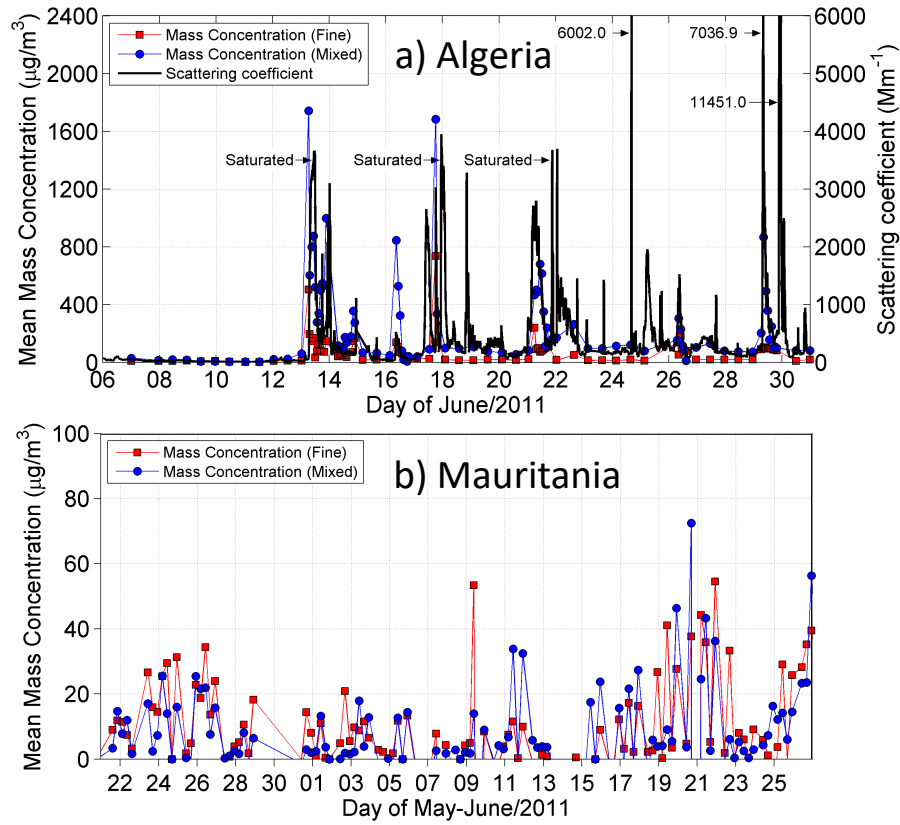 2400
2000
1600
1200
800
400
0
Mean Mass Concentration (μg/m³)
Mass Concentration (Fine)
Mass Concentration (Mixed)
Scattering coefficient
a) Algeria
6002.0
7036.9
11451.0
Saturated
Saturated
Saturated
6000
5000
4000
3000
2000
1000
0
Scattering coefficient (Mm⁻¹)
06 08 10 12 14 16 18 20 22 24 26 28 30
Day of June/2011
100
80
60
40
20
0
Mean Mass Concentration (μg/m³)
Mass Concentration (Fine)
Mass Concentration (Mixed)
b) Mauritania
22 24 26 28 30 01 03 05 07 09 11 13 15 17 19 21 23 25
Day of May-June/2011